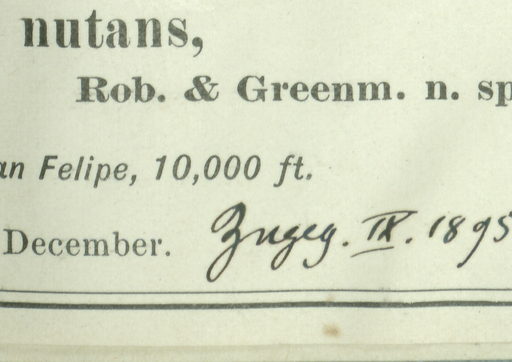 nutans,
Rob. & Greenm. n. sp
an Felipe, 10,000 ft.
December. Zugeg. IX. 1895